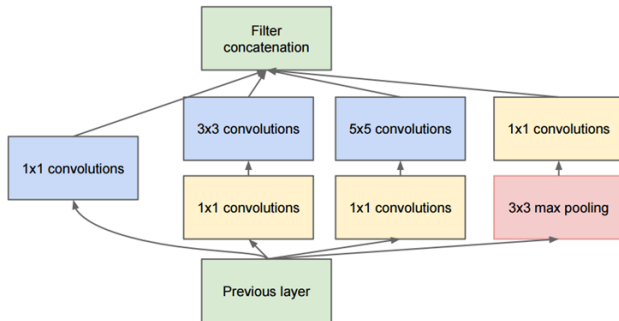 Filter
concatenation
3x3 convolutions
5x5 convolutions
1x1 convolutions
1x1 convolutions
1x1 convolutions
1x1 convolutions
3x3 max pooling
Previous layer